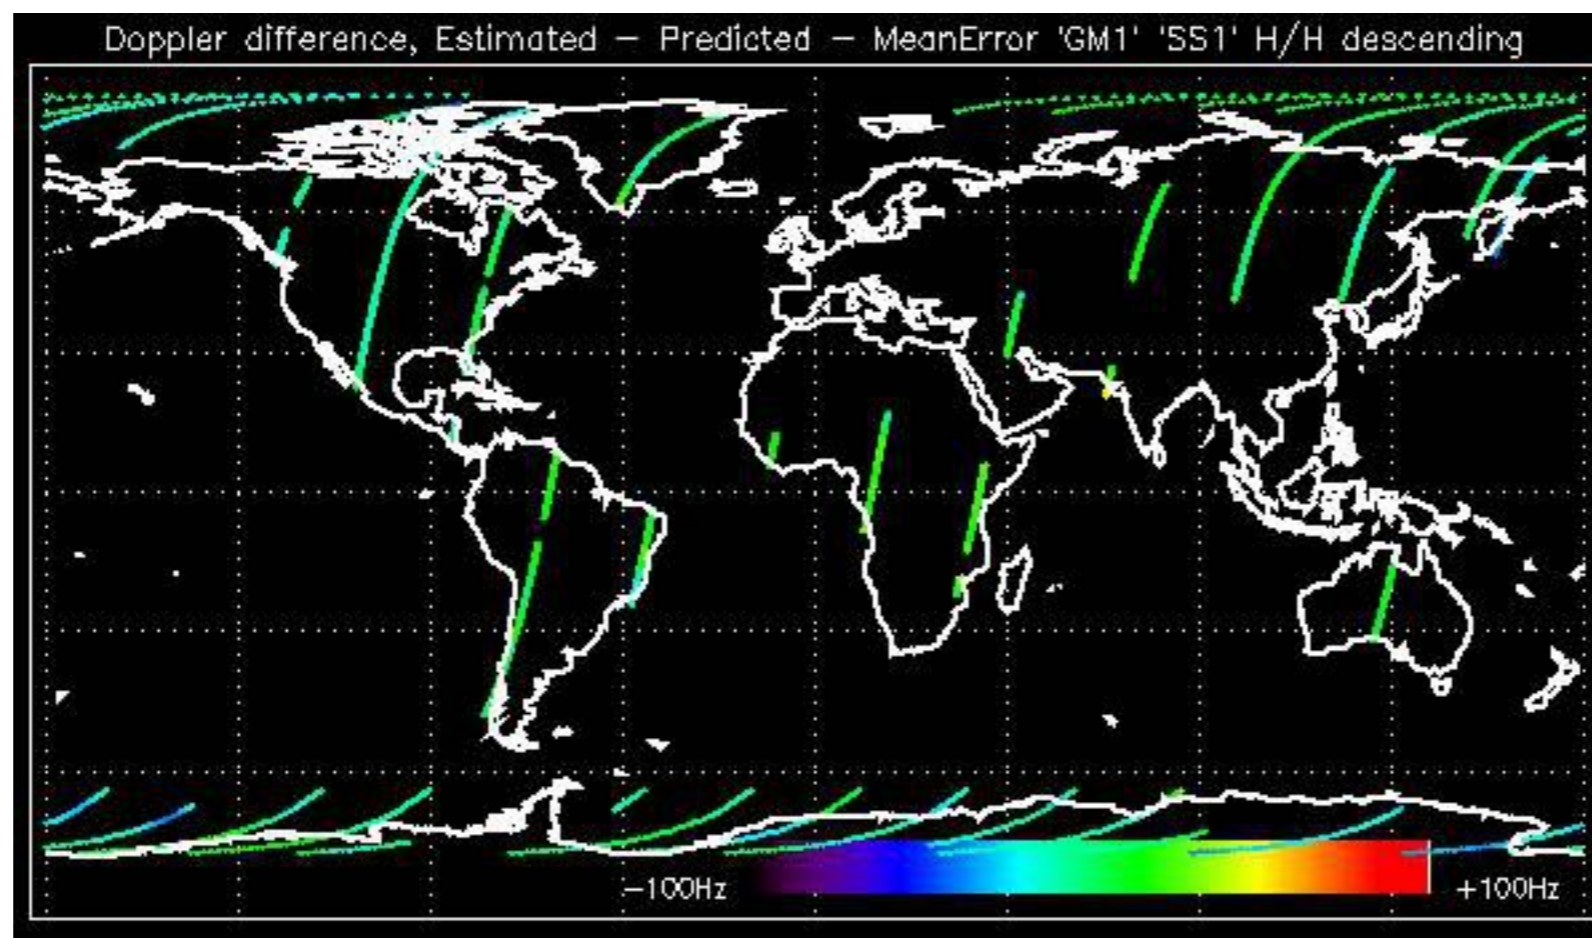 Doppler difference, Estimated – Predicted – MeanError 'GM1' 'SS1' H/H descending
–100Hz +100Hz